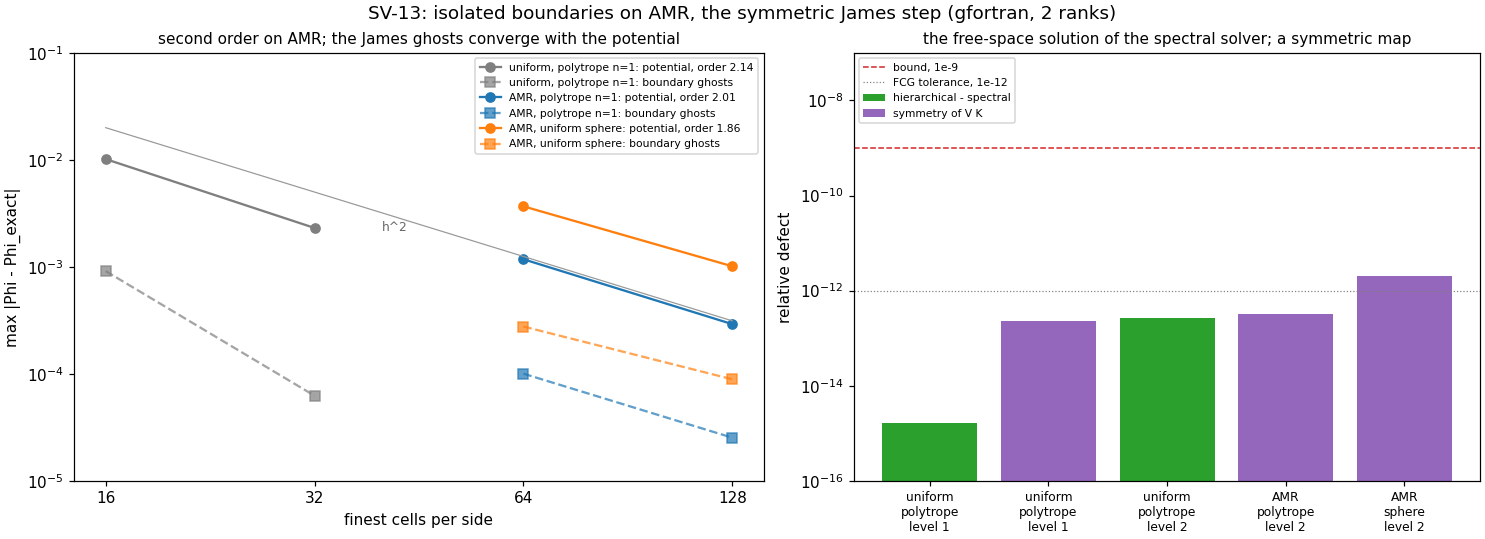 SV-13: isolated boundaries on AMR, the symmetric James step (gfortran, 2 ranks)
second order on AMR; the James ghosts converge with the potential
max |Phi - Phi_exact|
10^-1
10^-2
10^-3
10^-4
10^-5
uniform, polytrope n=1: potential, order 2.14
uniform, polytrope n=1: boundary ghosts
AMR, polytrope n=1: potential, order 2.01
AMR, polytrope n=1: boundary ghosts
AMR, uniform sphere: potential, order 1.86
AMR, uniform sphere: boundary ghosts
h^2
16 32 64 128
finest cells per side
the free-space solution of the spectral solver; a symmetric map
relative defect
10^-8
10^-10
10^-12
10^-14
10^-16
bound, 1e-9
FCG tolerance, 1e-12
hierarchical - spectral
symmetry of V K
uniform
polytrope
level 1
uniform
polytrope
level 1
uniform
polytrope
level 2
AMR
polytrope
level 2
AMR
sphere
level 2